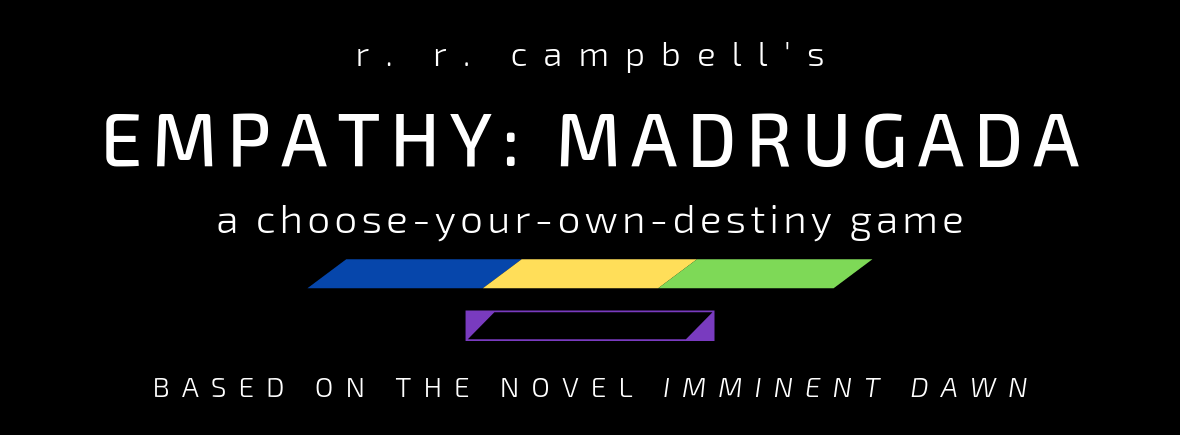 r. r. campbell's
EMPATHY: MADRUGADA
a choose-your-own-destiny game
BASED ON THE NOVEL IMMINENT DAWN